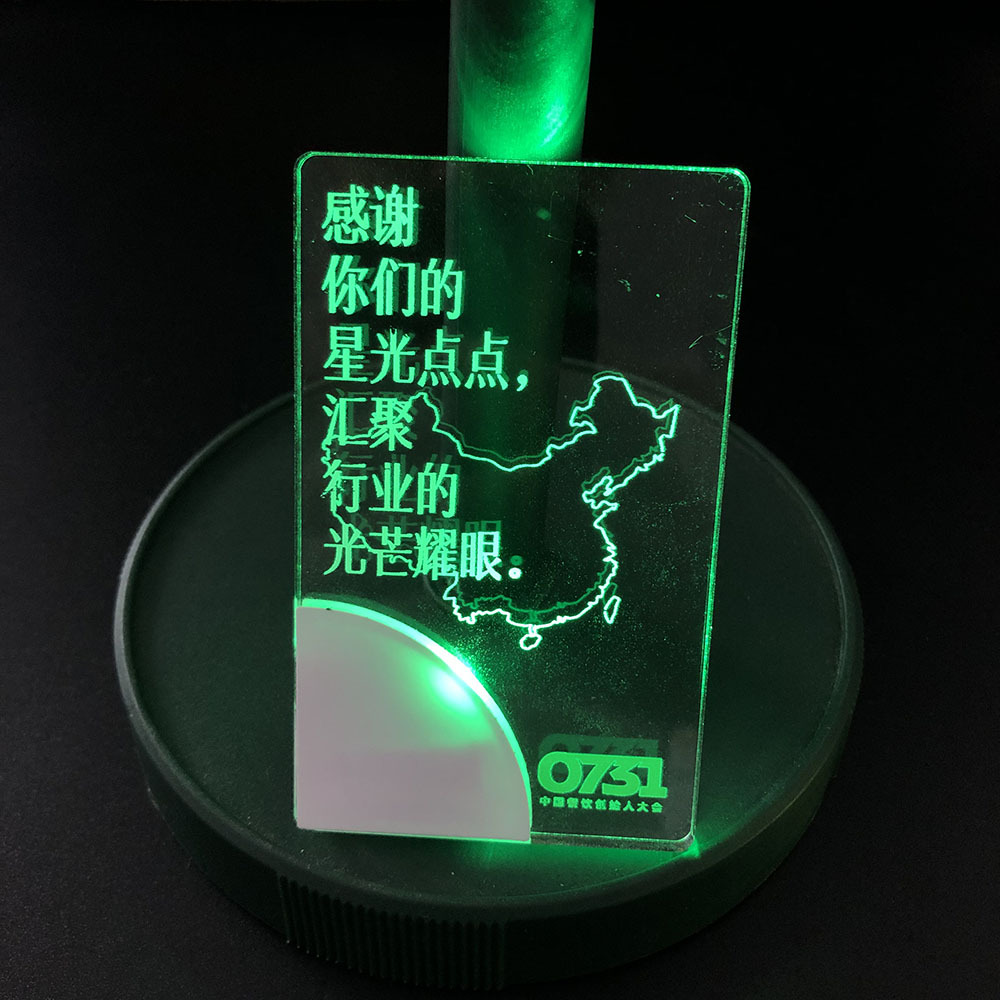 感谢
你们的
星光点点，
汇聚
行业的
光芒耀眼。
0731
中国餐饮创始人大会